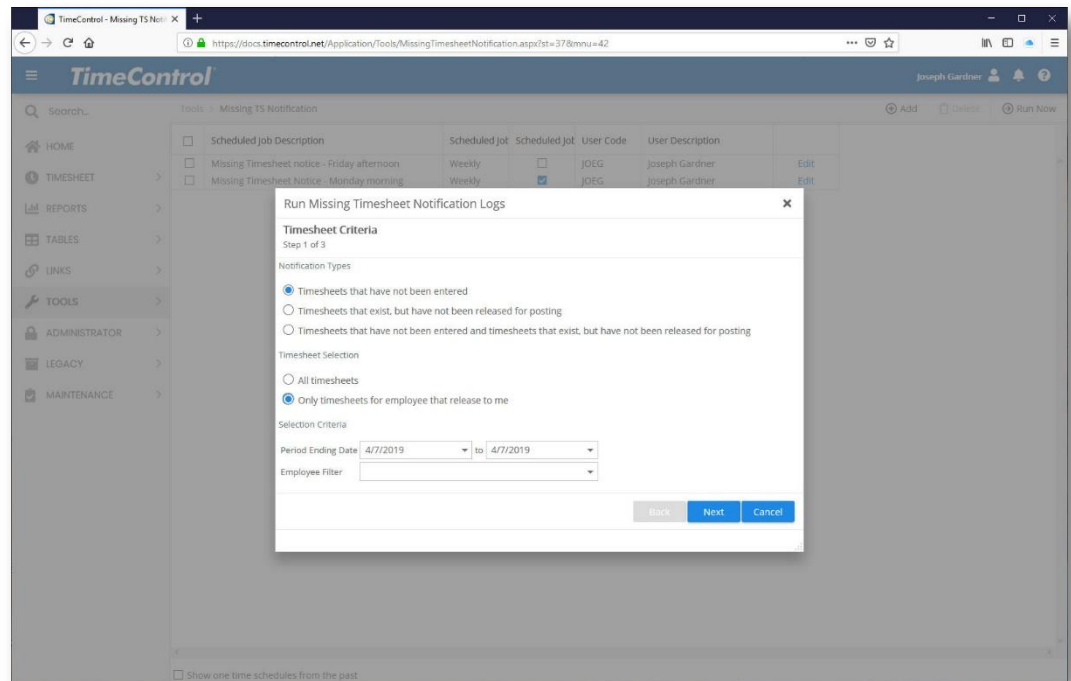 TimeControl - Missing TS Noti
https://docs.timecontrol.net/Application/Tools/MissingTimesheetNotification.aspx?st=37&mnu=42
TimeControl
Joseph Gardner
Search...
Tools > Missing TS Notification
Add
Delete
Run Now
Scheduled Job Description
Scheduled Jol
Scheduled Jol
User Code
User Description
Missing Timesheet notice - Friday afternoon
Weekly
JOEG
Joseph Gardner
Edit
Missing Timesheet Notice - Monday morning
Weekly
JOEG
Joseph Gardner
Edit
HOME
TIMESHEET
REPORTS
TABLES
LINKS
TOOLS
ADMINISTRATOR
LEGACY
MAINTENANCE
Run Missing Timesheet Notification Logs
Timesheet Criteria
Step 1 of 3
Notification Types
Timesheets that have not been entered
Timesheets that exist, but have not been released for posting
Timesheets that have not been entered and timesheets that exist, but have not been released for posting
Timesheet Selection
All timesheets
Only timesheets for employee that release to me
Selection Criteria
Period Ending Date 4/7/2019 to 4/7/2019
Employee Filter
Back
Next
Cancel
Show one time schedules from the past